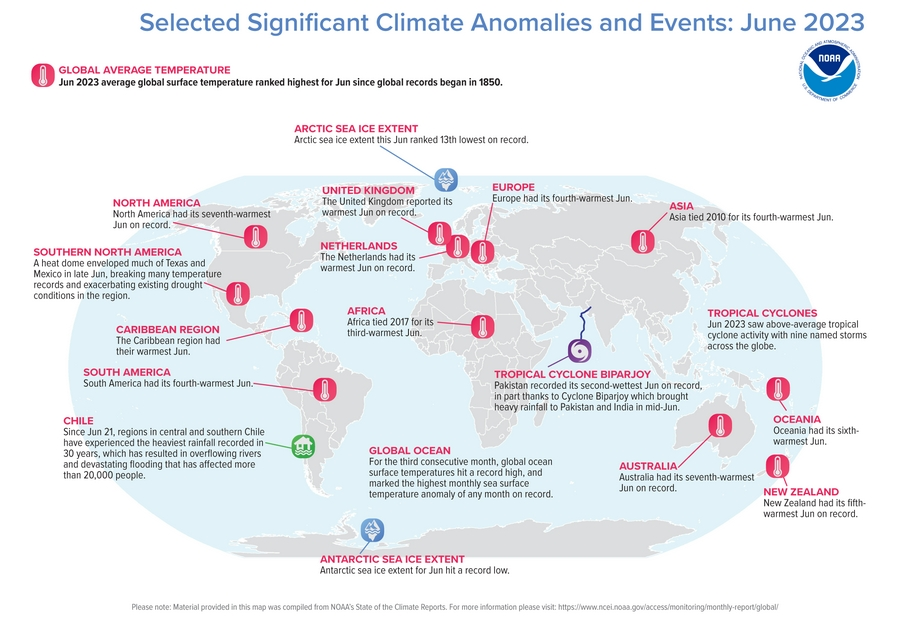 Selected Significant Climate Anomalies and Events: June 2023
GLOBAL AVERAGE TEMPERATURE
Jun 2023 average global surface temperature ranked highest for Jun since global records began in 1850.
NATIONAL OCEANIC AND ATMOSPHERIC ADMINISTRATION
NOAA
U.S. DEPARTMENT OF COMMERCE
ARCTIC SEA ICE EXTENT
Arctic sea ice extent this Jun ranked 13th lowest on record.
UNITED KINGDOM
The United Kingdom reported its
warmest Jun on record.
EUROPE
Europe had its fourth-warmest Jun.
NORTH AMERICA
North America had its seventh-warmest
Jun on record.
ASIA
Asia tied 2010 for its fourth-warmest Jun.
SOUTHERN NORTH AMERICA
A heat dome enveloped much of Texas and
Mexico in late Jun, breaking many temperature
records and exacerbating existing drought
conditions in the region.
NETHERLANDS
The Netherlands had its
warmest Jun on record.
CARIBBEAN REGION
The Caribbean region had
their warmest Jun.
AFRICA
Africa tied 2017 for its
third-warmest Jun.
TROPICAL CYCLONES
Jun 2023 saw above-average tropical
cyclone activity with nine named storms
across the globe.
SOUTH AMERICA
South America had its fourth-warmest Jun.
TROPICAL CYCLONE BIPARJOY
Pakistan recorded its second-wettest Jun on record,
in part thanks to Cyclone Biparjoy which brought
heavy rainfall to Pakistan and India in mid-Jun.
CHILE
Since Jun 21, regions in central and southern Chile
have experienced the heaviest rainfall recorded in
30 years, which has resulted in overflowing rivers
and devastating flooding that has affected more
than 20,000 people.
OCEANIA
Oceania had its sixth-
warmest Jun.
GLOBAL OCEAN
For the third consecutive month, global ocean
surface temperatures hit a record high, and
marked the highest monthly sea surface
temperature anomaly of any month on record.
AUSTRALIA
Australia had its seventh-warmest
Jun on record.
NEW ZEALAND
New Zealand had its fifth-
warmest Jun on record.
ANTARCTIC SEA ICE EXTENT
Antarctic sea ice extent for Jun hit a record low.
Please note: Material provided in this map was compiled from NOAA's State of the Climate Reports. For more information please visit: https://www.ncei.noaa.gov/access/monitoring/monthly-report/global/